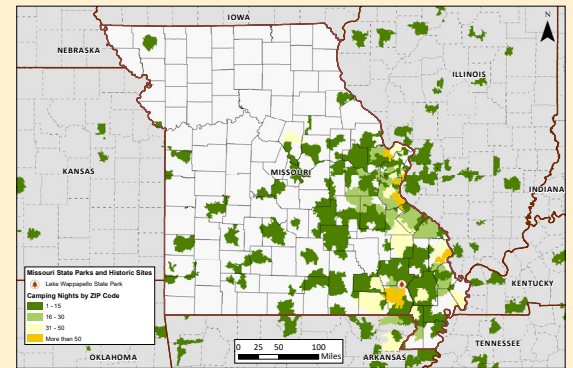 IOWA
N
NEBRASKA
ILLINOIS
KANSAS
MISSOURI
INDIANA
Missouri State Parks and Historic Sites
Lake Wappapello State Park
Camping Nights by ZIP Code
1 - 15
16 - 30
31 - 50
More than 50
KENTUCKY
0 25 50 100
Miles
TENNESSEE
OKLAHOMA
ARKANSAS